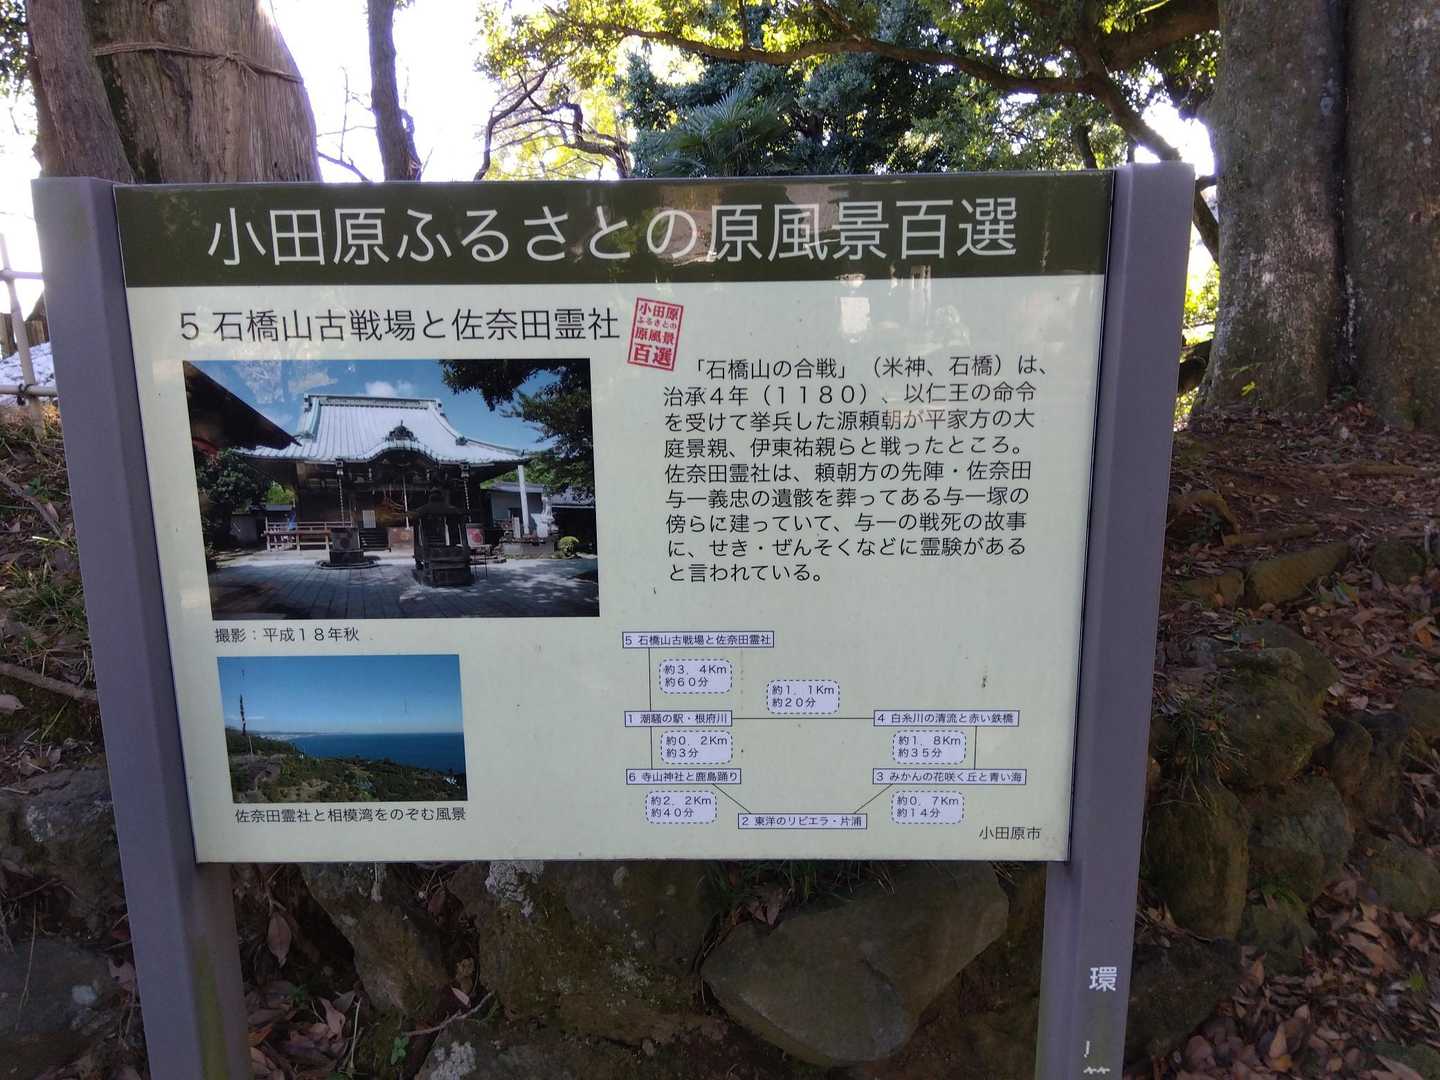 小田原ふるさとの原風景百選
5 石橋山古戦場と佐奈田霊社
小田原
ふるさとの
原風景
百選
「石橋山の合戦」（米神、石橋）は、
治承4年（1180）、以仁王の命令
を受けて挙兵した源頼朝が平家方の大
庭景親、伊東祐親らと戦ったところ。
佐奈田霊社は、頼朝方の先陣・佐奈田
与一義忠の遺骸を葬ってある与一塚の
傍らに建っていて、与一の戦死の故事
に、せき・ぜんそくなどに霊験がある
と言われている。
撮影：平成18年秋
佐奈田霊社と相模湾をのぞむ風景
5 石橋山古戦場と佐奈田霊社
約3．4Km
約60分
約1．1Km
約20分
1 潮騒の駅・根府川
4 白糸川の清流と赤い鉄橋
約0．2Km
約3分
約1．8Km
約35分
6 寺山神社と鹿島踊り
3 みかんの花咲く丘と青い海
約2．2Km
約40分
約0．7Km
約14分
2 東洋のリビエラ・片浦
小田原市
環